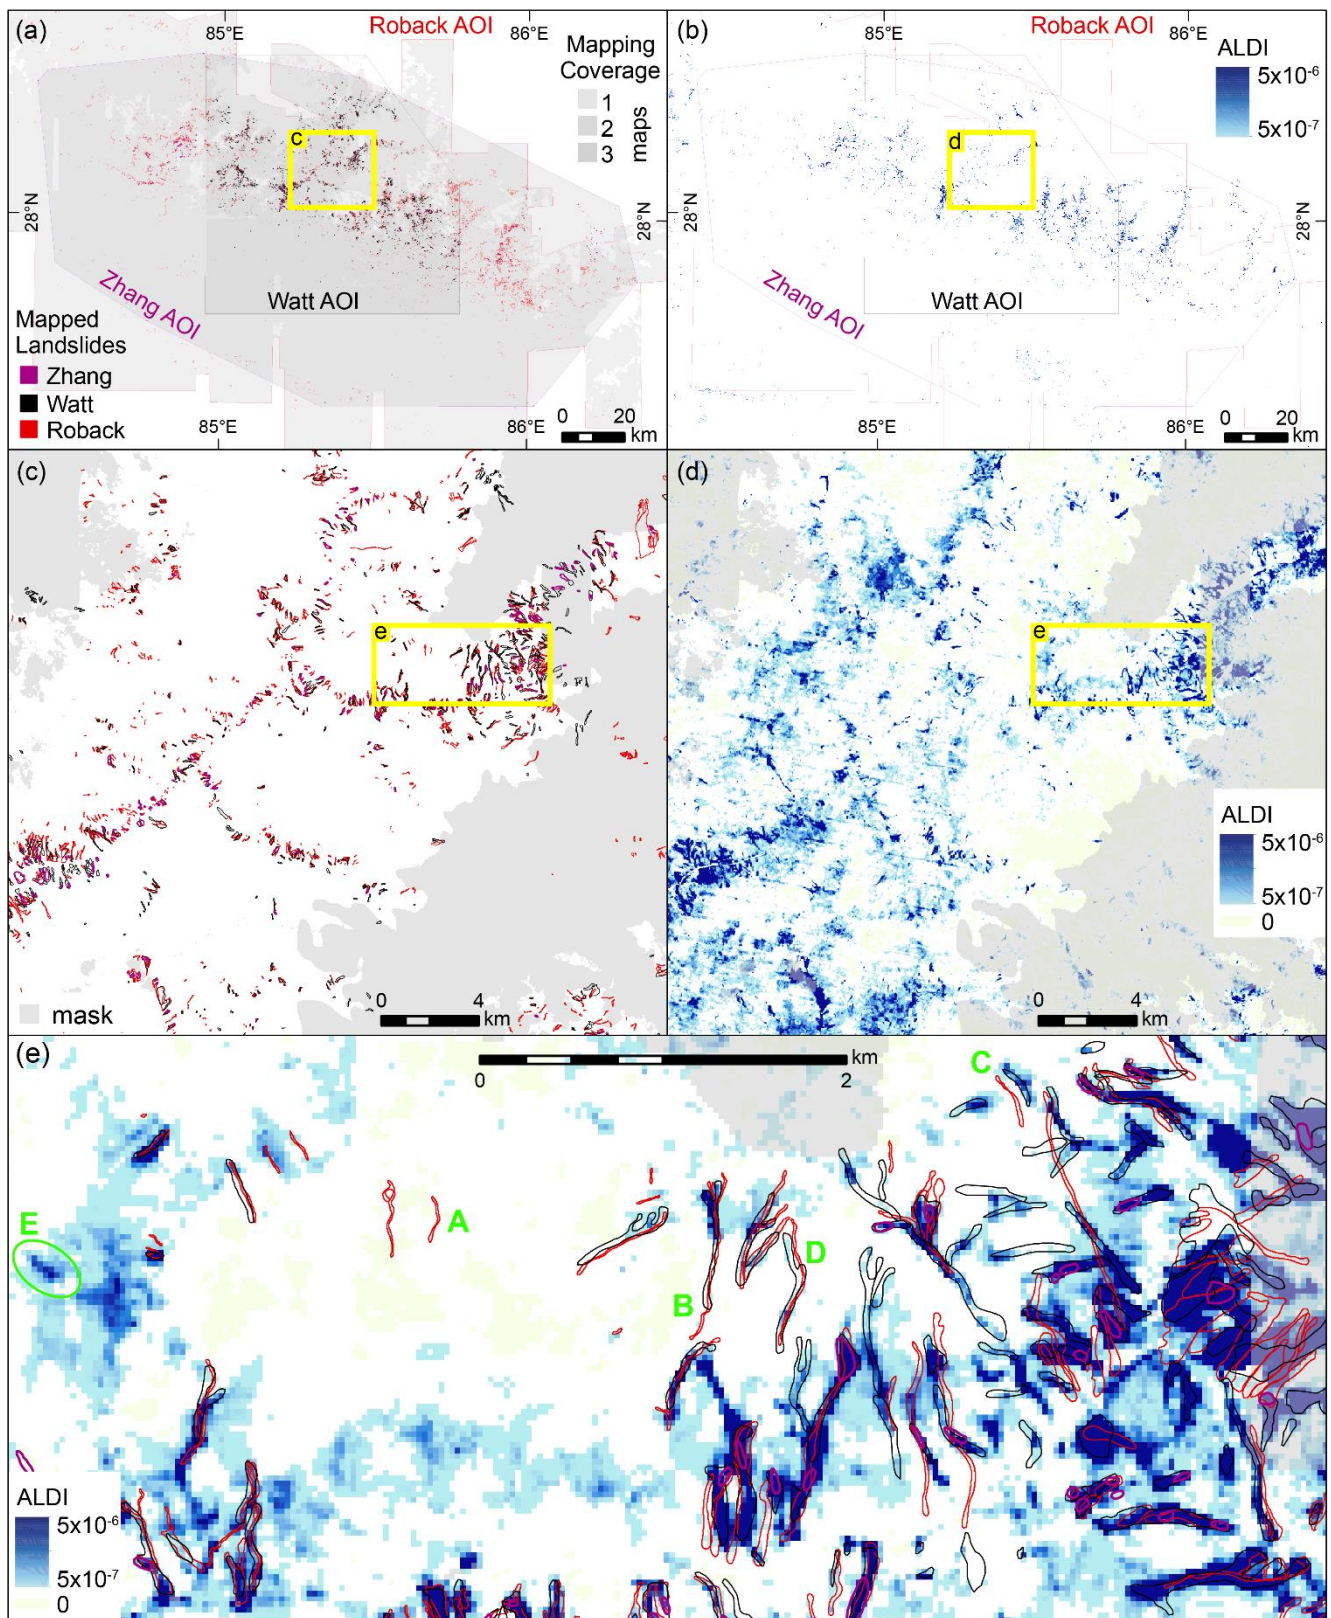 (a)
85°E
Roback AOI
86°E
Mapping
Coverage
1
2
3
maps
c
28°N
28°N
Zhang AOI
Watt AOI
Mapped
Landslides
Zhang
Watt
Roback
0 20
km
85°E
86°E
(b)
85°E
Roback AOI
86°E
ALDI
5x10-6
5x10-7
d
28°N
28°N
Zhang AOI
Watt AOI
0 20
km
85°E
86°E
(c)
e
mask
0 4
km
(d)
e
ALDI
5x10-6
5x10-7
0
0 4
km
(e)
km
0 2
C
A
E
D
B
ALDI
5x10-6
5x10-7
0